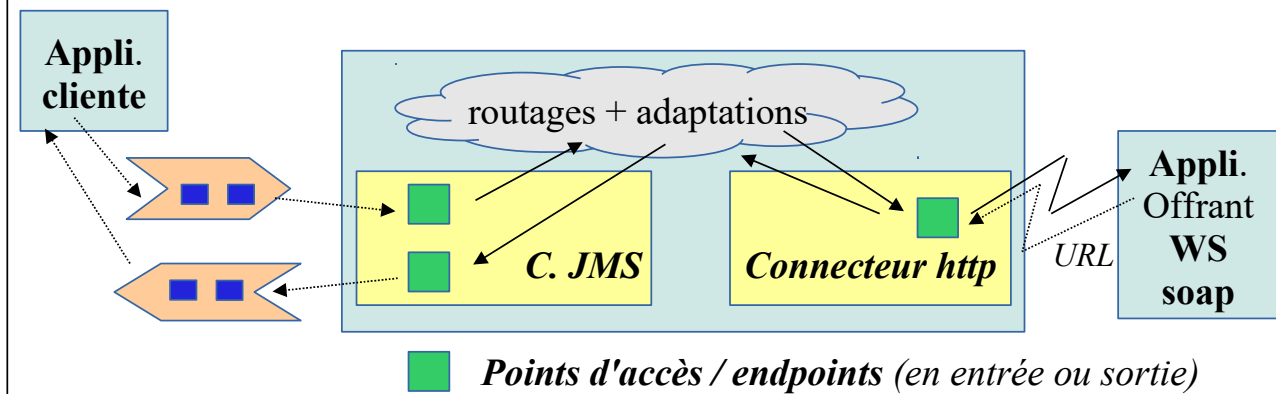 Appli.
cliente
routages + adaptations
C. JMS
Connecteur http
URL
Appli.
Offrant
WS
soap
Points d'accès / endpoints (en entrée ou sortie)